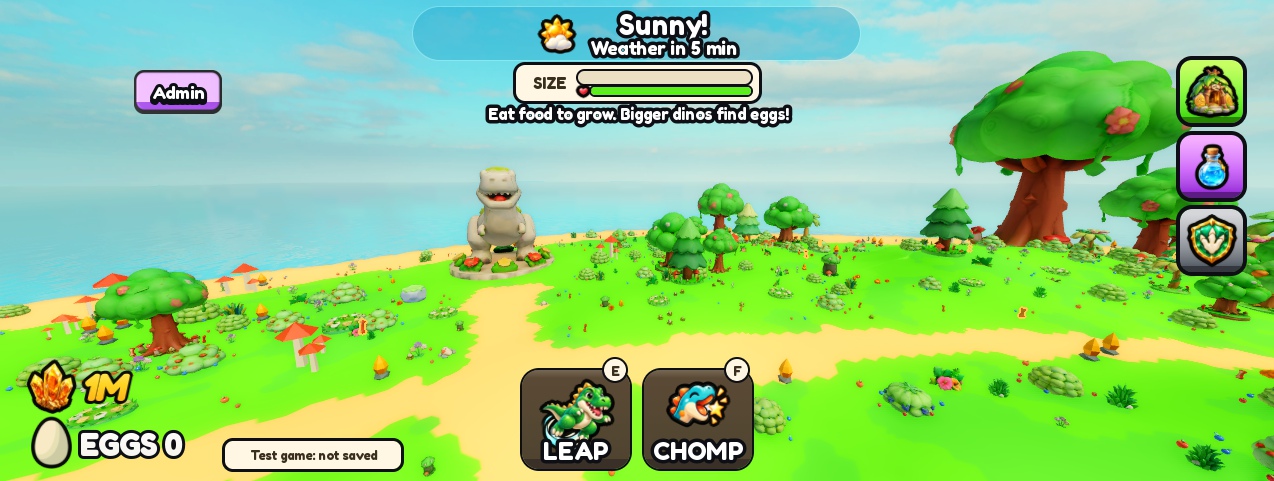 Sunny!
Weather in 5 min
Admin
SIZE
Eat food to grow. Bigger dinos find eggs!
1M
EGGS 0
Test game: not saved
E
LEAP
F
CHOMP